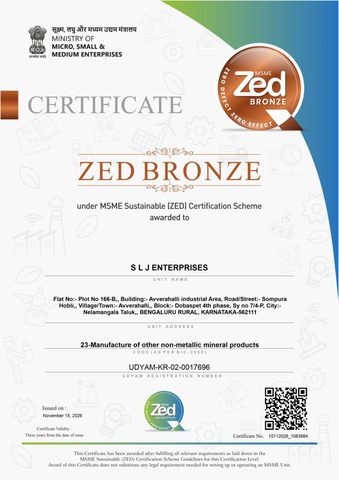 सूक्ष्म, लघु और मध्यम उद्यम मंत्रालय
MINISTRY OF
MICRO, SMALL &
MEDIUM ENTERPRISES
CERTIFICATE
MSME
Zed
BRONZE
ZERO DEFECT ZERO EFFECT
ZED BRONZE
under MSME Sustainable (ZED) Certification Scheme
awarded to
S L J ENTERPRISES
UNIT NAME
Flat No:- Plot No 166-B,, Building:- Avverahalli industrial Area, Road/Street:- Sompura
Hobli,, Village/Town:- Avverahalli,, Block:- Dobaspet 4th phase, Sy no 7/4-P, City:-
Nelamangala Taluk,, BENGALURU RURAL, KARNATAKA-562111
UNIT ADDRESS
23-Manufacture of other non-metallic mineral products
CODE (AS PER NIC-2008)
UDYAM-KR-02-0017696
UDYAM REGISTRATION NUMBER
Issued on :
November 15, 2026
Certificate Validity :
Three years from the date of issue
Zed
Certificate No. 15112026_1083984
This Certificate has been awarded after fulfilling all relevant requirements as laid down in the
MSME Sustainable (ZED) Certification Scheme Guidelines for this Certification Level.
Award of this Certificate does not substitute any legal requirement needed for setting up or operating an MSME Unit.